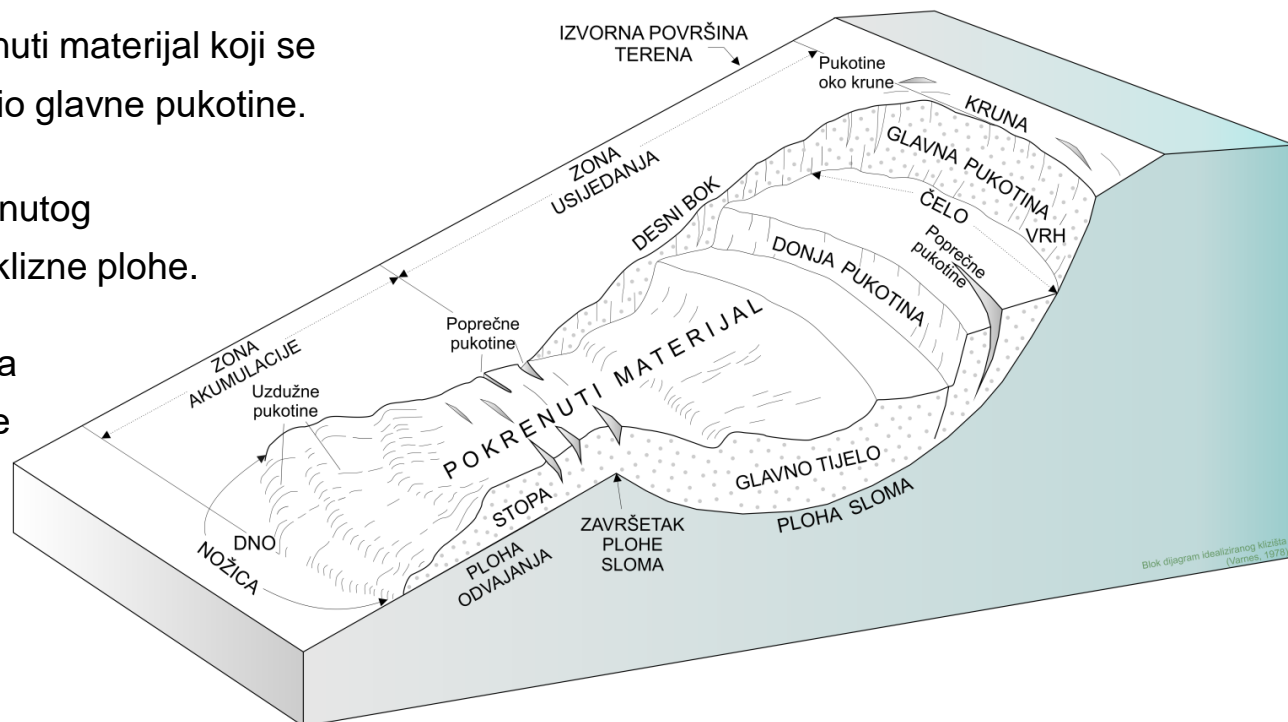 nuti materijal koji se
io glavne pukotine.
nutog
klizne plohe.
a
e
IZVORNA POVRŠINA
TERENA
Pukotine
oko krune
KRUNA
GLAVNA PUKOTINA
ZONA
USIJEDANJA
DESNI BOK
ČELO
VRH
Poprečne
pukotine
DONJA PUKOTINA
Poprečne
pukotine
ZONA
AKUMULACIJE
Uzdužne
pukotine
POKRENUTI MATERIJAL
GLAVNO TIJELO
STOPA
PLOHA SLOMA
ZAVRŠETAK
PLOHE
SLOMA
DNO
NOŽICA
PLOHA
ODVAJANJA
Blok dijagram idealiziranog klizišta
(Varnes, 1978)